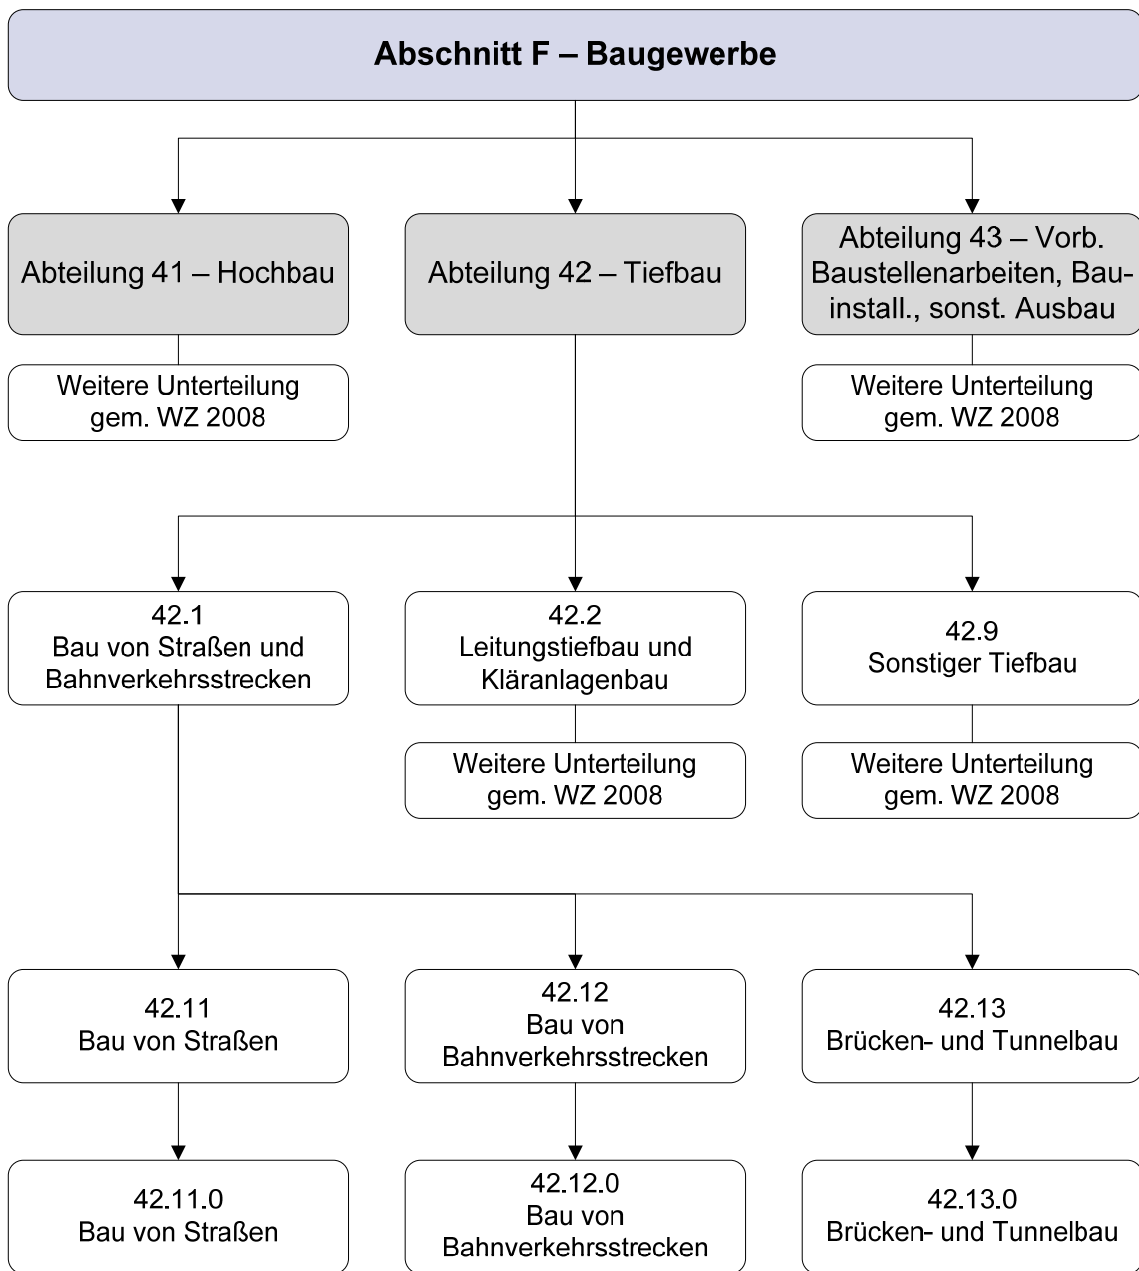 Abschnitt F – Baugewerbe
Abteilung 41 – Hochbau
Abteilung 42 – Tiefbau
Abteilung 43 – Vorb.
Baustellenarbeiten, Bau-
install., sonst. Ausbau
Weitere Unterteilung
gem. WZ 2008
Weitere Unterteilung
gem. WZ 2008
42.1
Bau von Straßen und
Bahnverkehrsstrecken
42.2
Leitungstiefbau und
Kläranlagenbau
42.9
Sonstiger Tiefbau
Weitere Unterteilung
gem. WZ 2008
Weitere Unterteilung
gem. WZ 2008
42.11
Bau von Straßen
42.12
Bau von
Bahnverkehrsstrecken
42.13
Brücken- und Tunnelbau
42.11.0
Bau von Straßen
42.12.0
Bau von
Bahnverkehrsstrecken
42.13.0
Brücken- und Tunnelbau